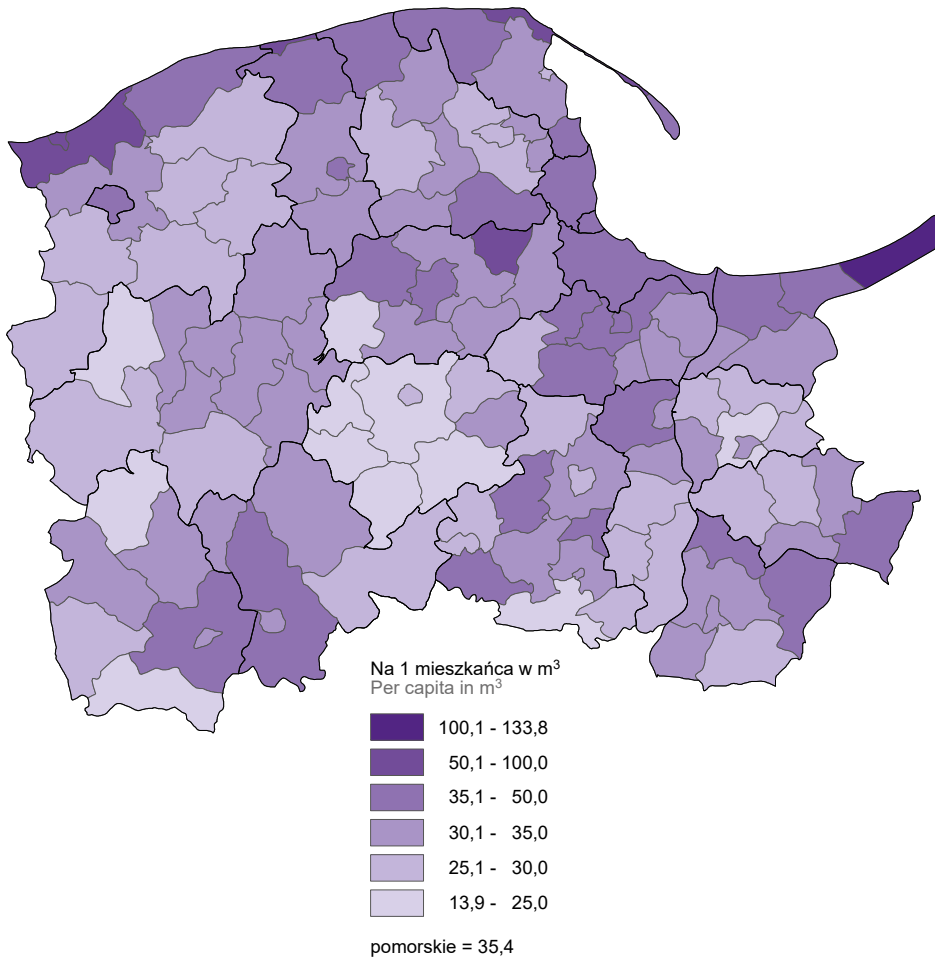 Na 1 mieszkańca w m³
Per capita in m³
100,1 - 133,8
50,1 - 100,0
35,1 - 50,0
30,1 - 35,0
25,1 - 30,0
13,9 - 25,0
pomorskie = 35,4